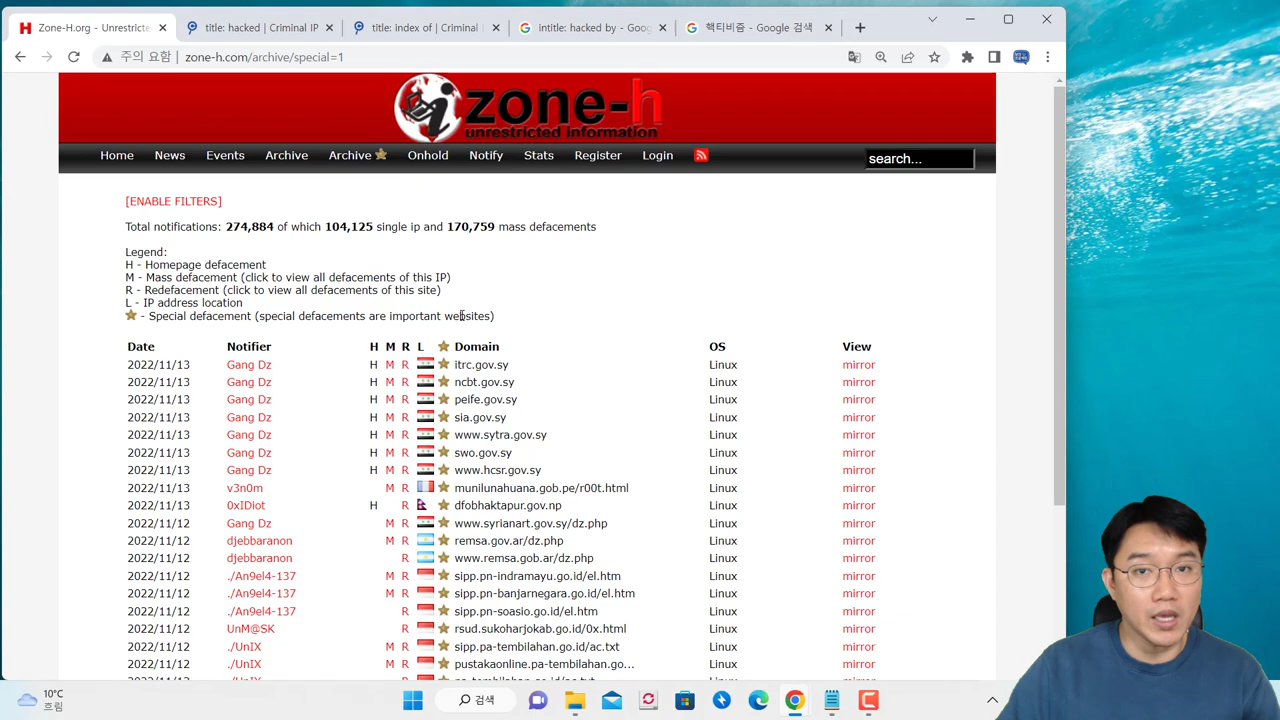 Zone-H.org - Unrestricte
title: hacked | Criminal IP
title: index of | Criminal
intitle: hacked by - Goog
핵티비즘 - Google 검색
주의 요함
zone-h.com/archive/special=1
zone-h
unrestricted information
Home News Events Archive Archive Onhold Notify Stats Register Login search...
[ENABLE FILTERS]
Total notifications: 274,884 of which 104,125 single ip and 170,759 mass defacements
Legend:
H - Homepage defacement
M - Mass defacement (click to view all defacements of this IP)
R - Redefacement (click to view all defacements of this site)
L - IP address location
- Special defacement (special defacements are important websites)
Date Notifier H M R L Domain OS View
2022/11/13 Gang Dz H M R itrc.gov.sy Linux mirror
2022/11/13 Gang Dz H M R ncbt.gov.sy Linux mirror
2022/11/13 Gang Dz H M R peife.gov.sy Linux mirror
2022/11/13 Gang Dz H M R sia.gov.sy Linux mirror
2022/11/13 Gang Dz H M R www.sytra.gov.sy Linux mirror
2022/11/13 Gang Dz H M R swo.gov.sy Linux mirror
2022/11/13 Gang Dz H M R www.hcsr.gov.sy Linux mirror
2022/11/13 v3n0m M R munilunahuana.gob.pe/r00t.html Linux mirror
2022/11/13 0xIDiot H R dfobhaktapur.gov.np Linux mirror
2022/11/12 Gang Dz M R www.syrianart.gov.sy/dz.php Linux mirror
2022/11/12 djebbaranon M R remsa.gob.ar/dz.php Linux mirror
2022/11/12 djebbaranon R www.remsa.gob.ar/dz.php Linux mirror
2022/11/12 ./An9el4-137 M R sipp.pn-indramayu.go.id/el.htm Linux mirror
2022/11/12 ./An9el4-137 M R sipp.pn-banjarnegara.go.id/el.htm Linux mirror
2022/11/12 ./An9el4-137 R sipp.pn-soasio.go.id/el.htm Linux mirror
2022/11/12 UnM@SK R rsud.sukoharjokab.go.id/0x.html Linux mirror
2022/11/12 ./UnIX M R sipp.pa-tembilahan.go.id/ac.txt Linux mirror
2022/11/12 ./UnIX M R pustakaonline.pa-tembilahan.go... Linux mirror
10°C
흐림
검색